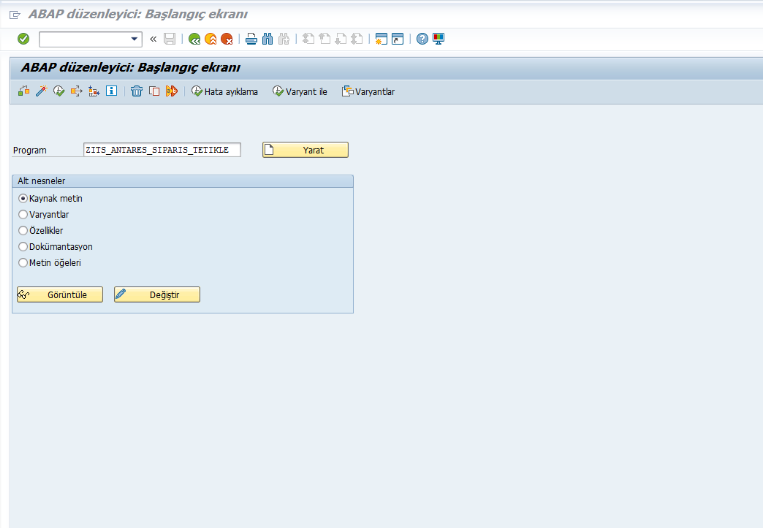 ABAP düzenleyici: Başlangıç ekranı
ABAP düzenleyici: Başlangıç ekranı
Hata ayıklama Varyant ile Varyantlar
Program ZITS_ANTARES_SIPARIS_TETIKLE Yarat
Alt nesneler
Kaynak metin
Varyantlar
Özellikler
Dokümantasyon
Metin öğeleri
Görüntüle Değiştir